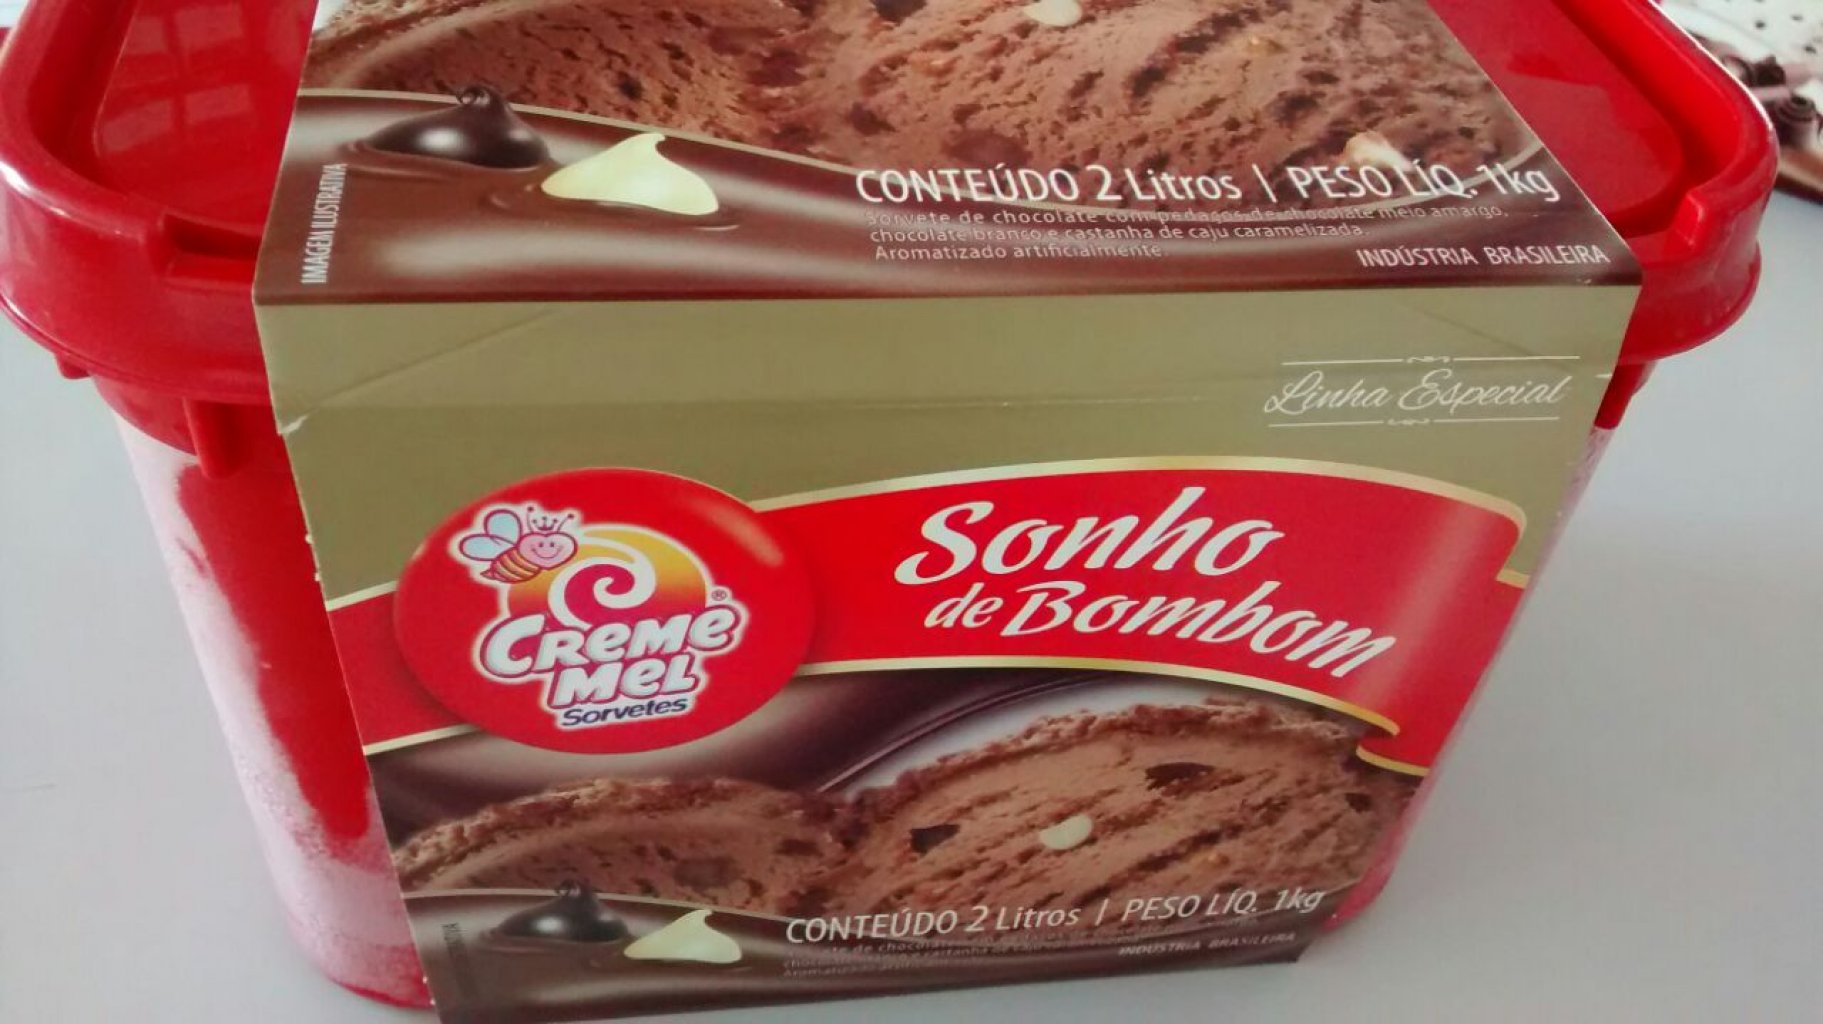 IMAGEM ILUSTRATIVA
CONTEÚDO 2 Litros | PESO LÍQ. 1kg
Sorvete de chocolate com pedaços de chocolate meio amargo,
chocolate branco e castanha de caju caramelizada.
Aromatizado artificialmente.
INDÚSTRIA BRASILEIRA
Linha Especial
Sonho
de Bombom
CREME ®
MEL
Sorvetes
CONTEÚDO 2 Litros | PESO LÍQ. 1kg
INDÚSTRIA BRASILEIRA